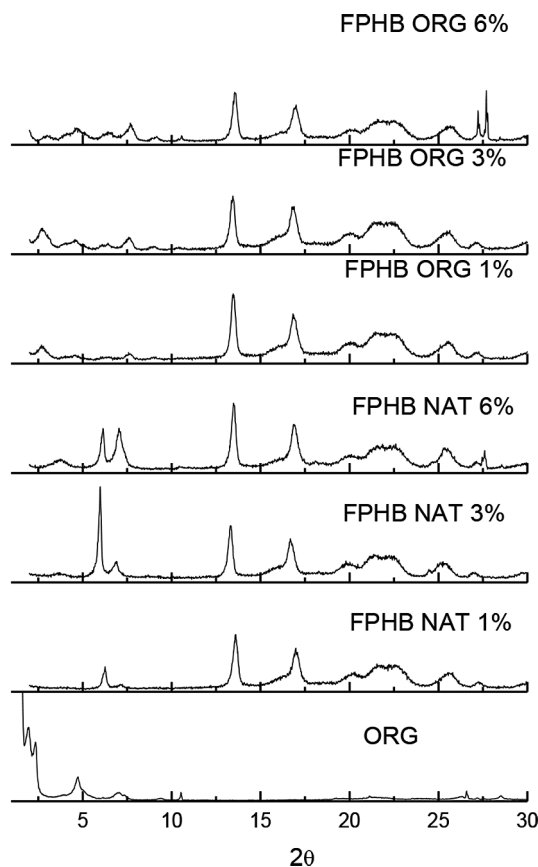 FPHB ORG 6%
FPHB ORG 3%
FPHB ORG 1%
FPHB NAT 6%
FPHB NAT 3%
FPHB NAT 1%
ORG
5 10 15 20 25 30
2θ